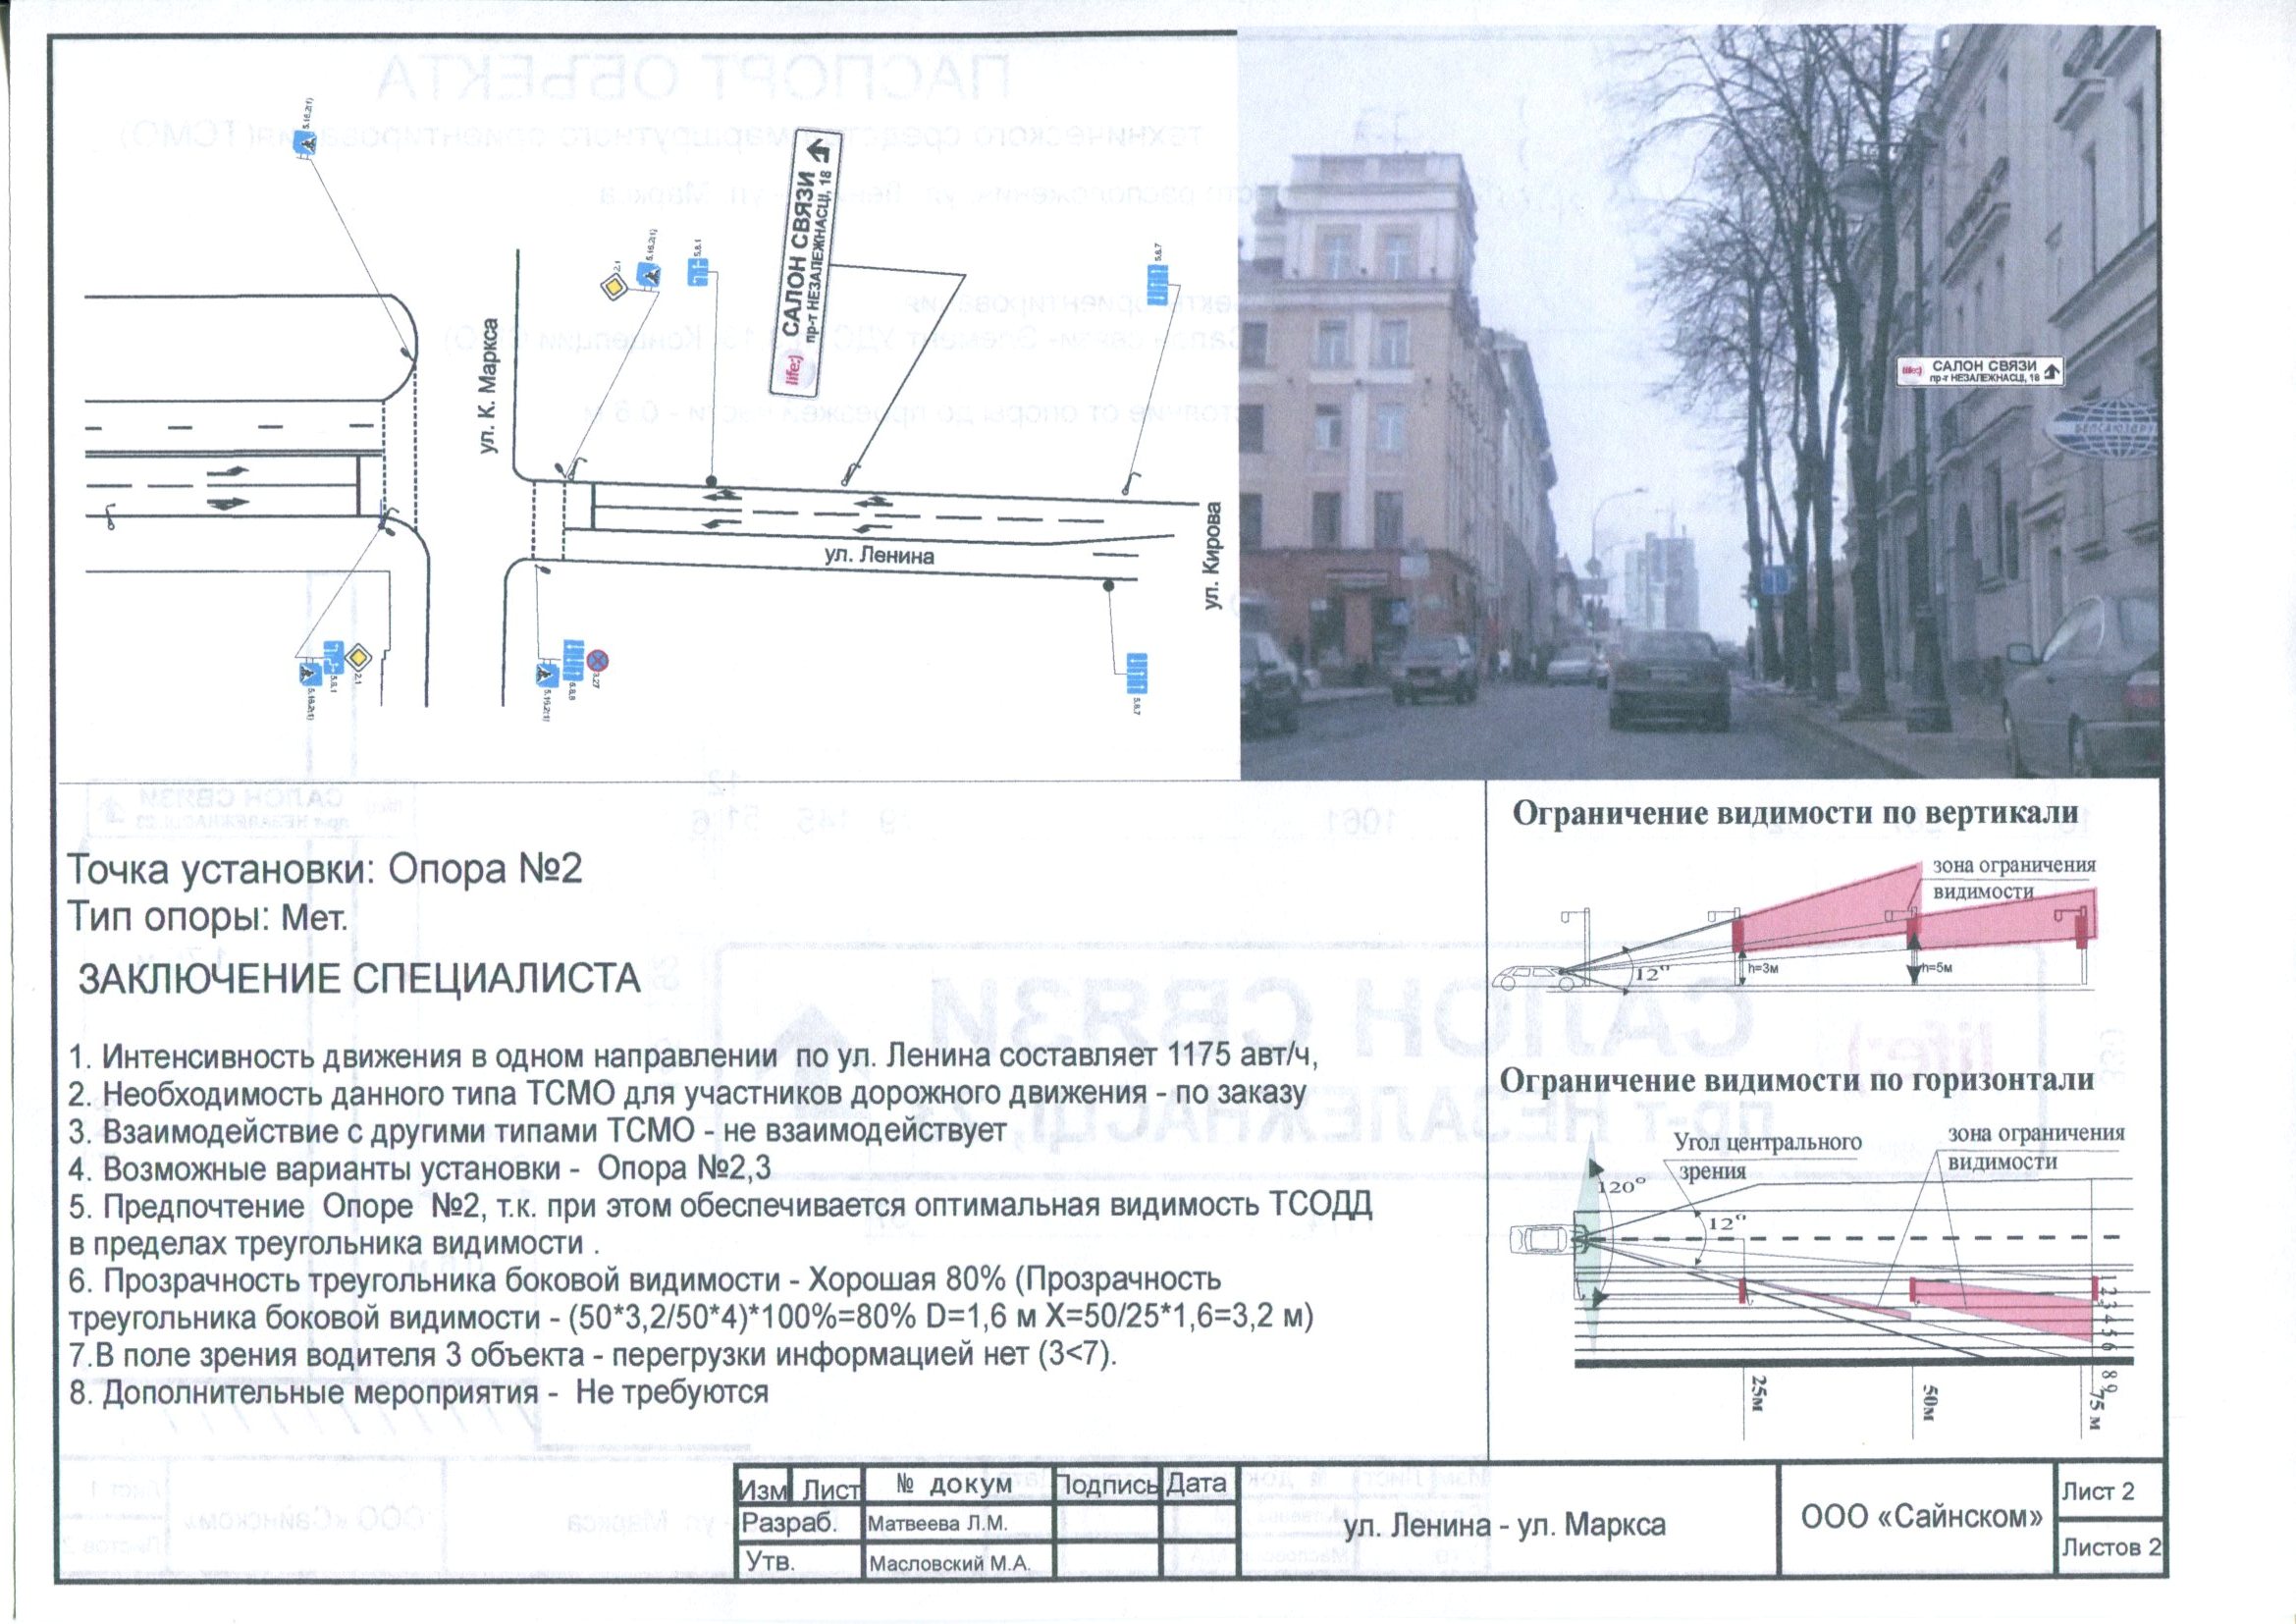 5.16.2(1)
ул. К. Маркса
2.1
5.16.2(1)
5.8.1
life:)
САЛОН СВЯЗИ
пр-т НЕЗАЛЕЖНАСЦІ, 18
5.8.7
ул. Ленина
ул. Кирова
5.16.2(1)
5.8.1
2.1
5.16.2(1)
5.8.8
3.27
5.8.7
life:)
САЛОН СВЯЗИ
пр-т НЕЗАЛЕЖНАСЦІ, 18
Точка установки: Опора №2
Тип опоры: Мет.
ЗАКЛЮЧЕНИЕ СПЕЦИАЛИСТА
1. Интенсивность движения в одном направлении по ул. Ленина составляет 1175 авт/ч,
2. Необходимость данного типа ТСМО для участников дорожного движения - по заказу
3. Взаимодействие с другими типами ТСМО - не взаимодействует
4. Возможные варианты установки - Опора №2,3
5. Предпочтение Опоре №2, т.к. при этом обеспечивается оптимальная видимость ТСОДД
в пределах треугольника видимости .
6. Прозрачность треугольника боковой видимости - Хорошая 80% (Прозрачность
треугольника боковой видимости - (50*3,2/50*4)*100%=80% D=1,6 м X=50/25*1,6=3,2 м)
7.В поле зрения водителя 3 объекта - перегрузки информацией нет (3<7).
8. Дополнительные мероприятия - Не требуются
Ограничение видимости по вертикали
зона ограничения
видимости
12°
h=3м
h=5м
Ограничение видимости по горизонтали
Угол центрального
зрения
зона ограничения
видимости
120°
12°
1 2 3 4 5 6
8 9
25м
50м
75 м
Изм Лист № докум Подпись Дата
Разраб. Матвеева Л.М.
Утв. Масловский М.А.
ул. Ленина - ул. Маркса
ООО «Сайнском»
Лист 2
Листов 2